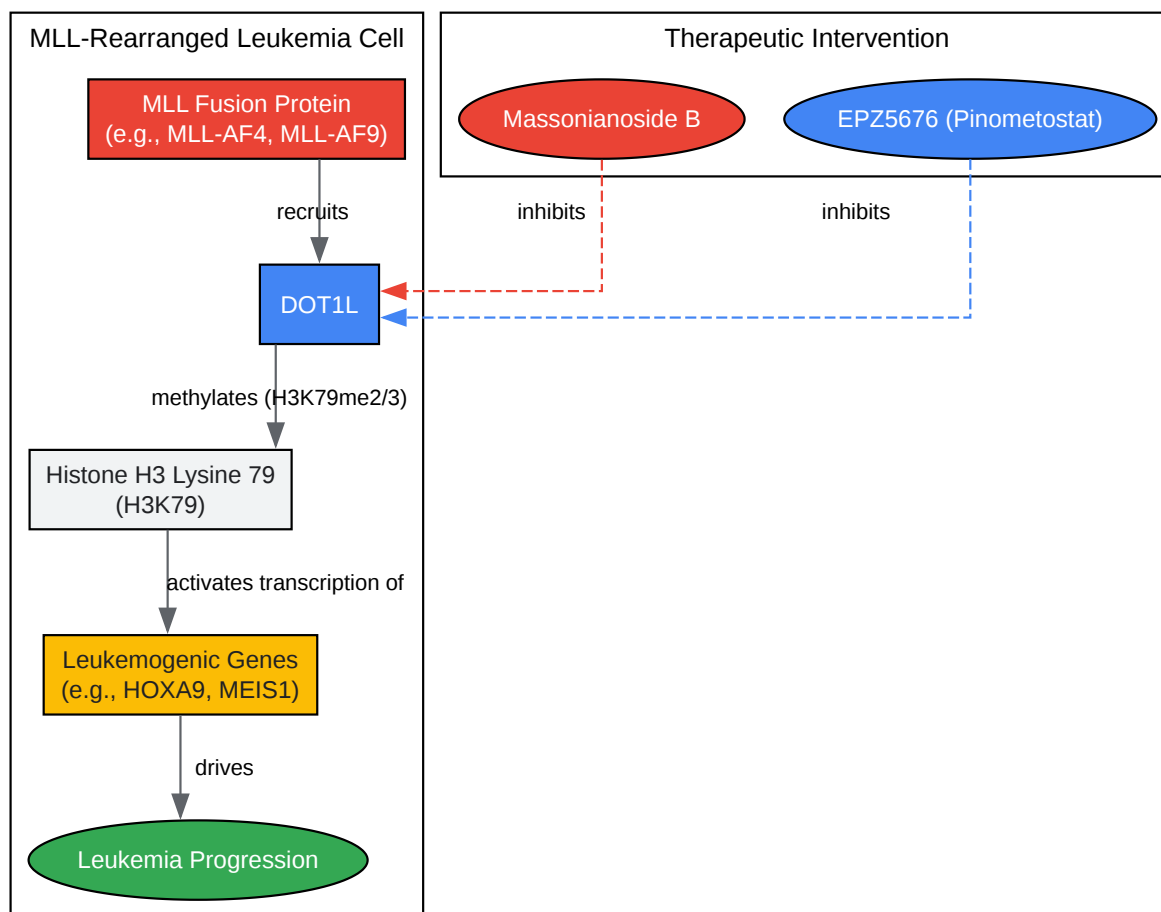 MLL-Rearranged Leukemia Cell
MLL Fusion Protein
(e.g., MLL-AF4, MLL-AF9)
recruits
DOT1L
methylates (H3K79me2/3)
Histone H3 Lysine 79
(H3K79)
activates transcription of
Leukemogenic Genes
(e.g., HOXA9, MEIS1)
drives
Leukemia Progression
Therapeutic Intervention
Massonianoside B
EPZ5676 (Pinometostat)
inhibits
inhibits